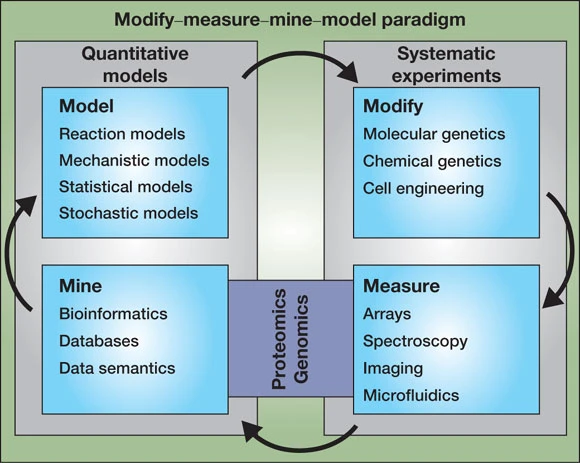 Modify–measure–mine–model paradigm
Quantitative
models
Systematic
experiments
Model
Reaction models
Mechanistic models
Statistical models
Stochastic models
Modify
Molecular genetics
Chemical genetics
Cell engineering
Mine
Bioinformatics
Databases
Data semantics
Proteomics
Genomics
Measure
Arrays
Spectroscopy
Imaging
Microfluidics